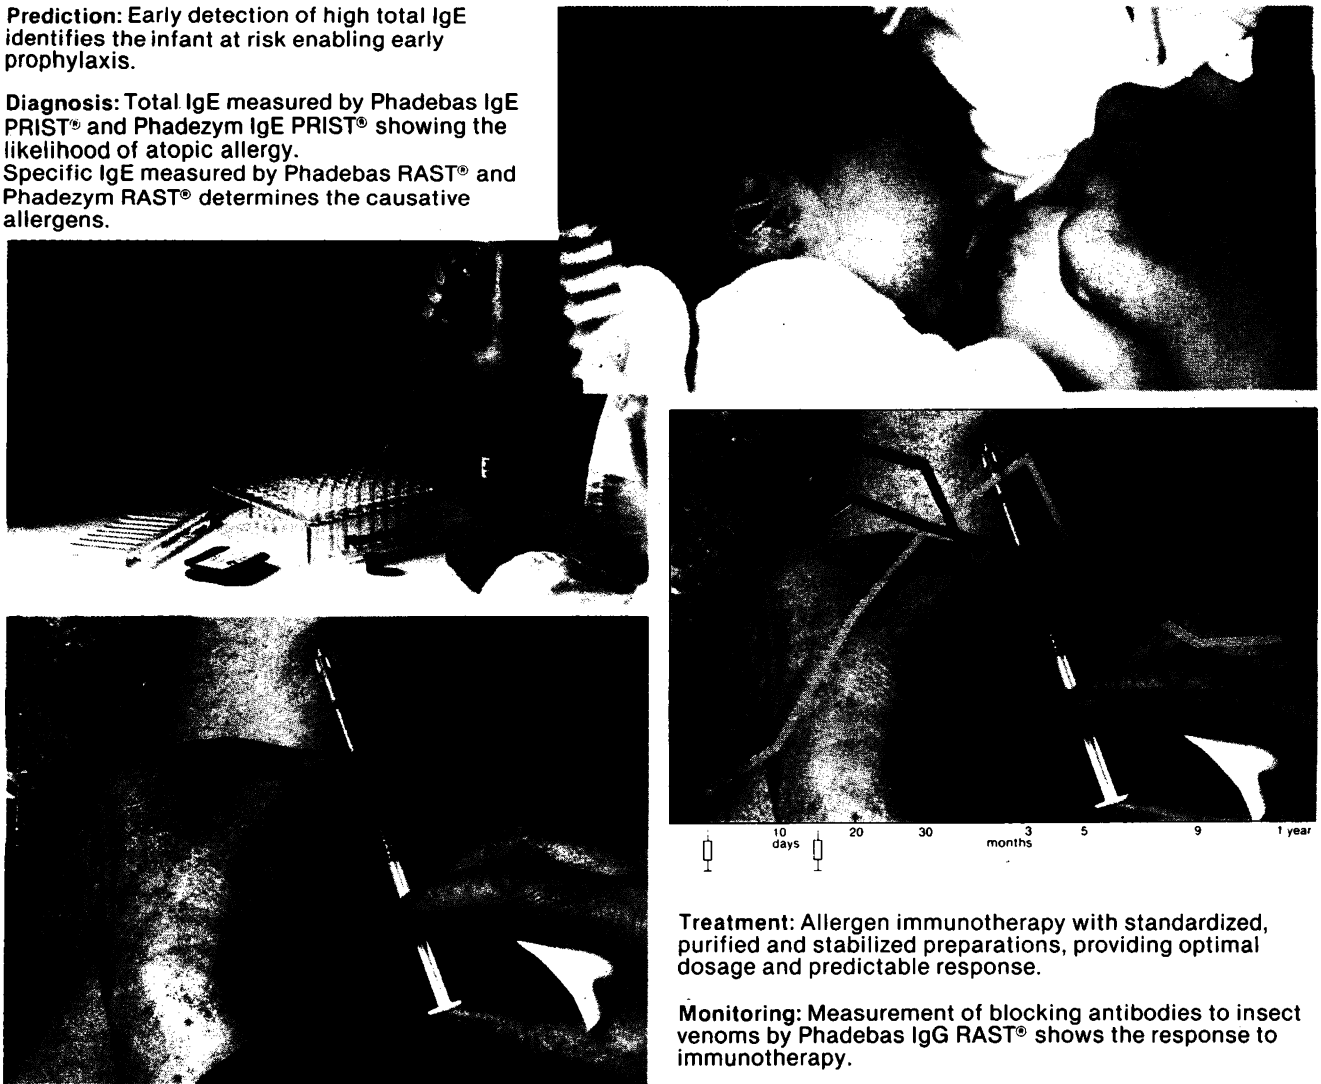 Prediction: Early detection of high total IgE
identifies the infant at risk enabling early
prophylaxis.
Diagnosis: Total IgE measured by Phadebas IgE
PRIST® and Phadezym IgE PRIST® showing the
likelihood of atopic allergy.
Specific IgE measured by Phadebas RAST® and
Phadezym RAST® determines the causative
allergens.
10 20 30 3 5 9 1 year
days months
Treatment: Allergen immunotherapy with standardized,
purified and stabilized preparations, providing optimal
dosage and predictable response.
Monitoring: Measurement of blocking antibodies to insect
venoms by Phadebas IgG RAST® shows the response to
immunotherapy.